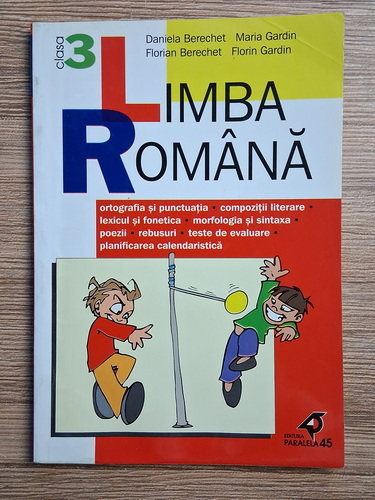 Daniela Berechet Maria Gardin
Florian Berechet Florin Gardin
clasa 3
LIMBA
ROMÂNĂ
ortografia și punctuația • compoziții literare •
lexicul și fonetica • morfologia și sintaxa •
poezii • rebusuri • teste de evaluare •
planificarea calendaristică
45
EDITURA
PARALELA 45